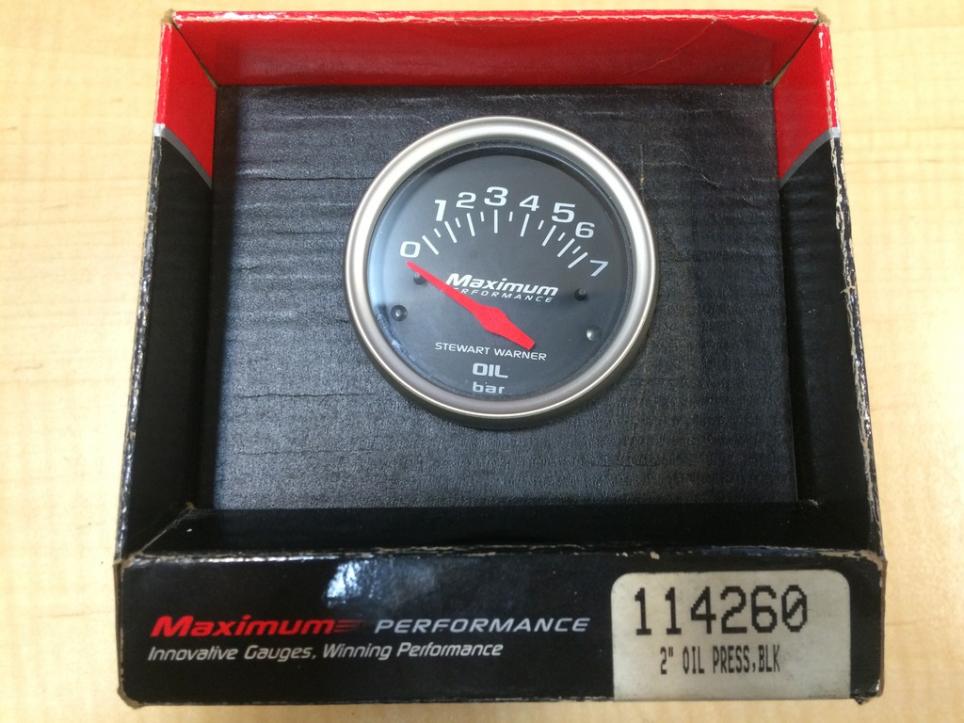 0 1 2 3 4 5 6 7
Maximum
PERFORMANCE
STEWART WARNER
OIL
bar
Maximum PERFORMANCE
Innovative Gauges, Winning Performance
114260
2" OIL PRESS,BLK